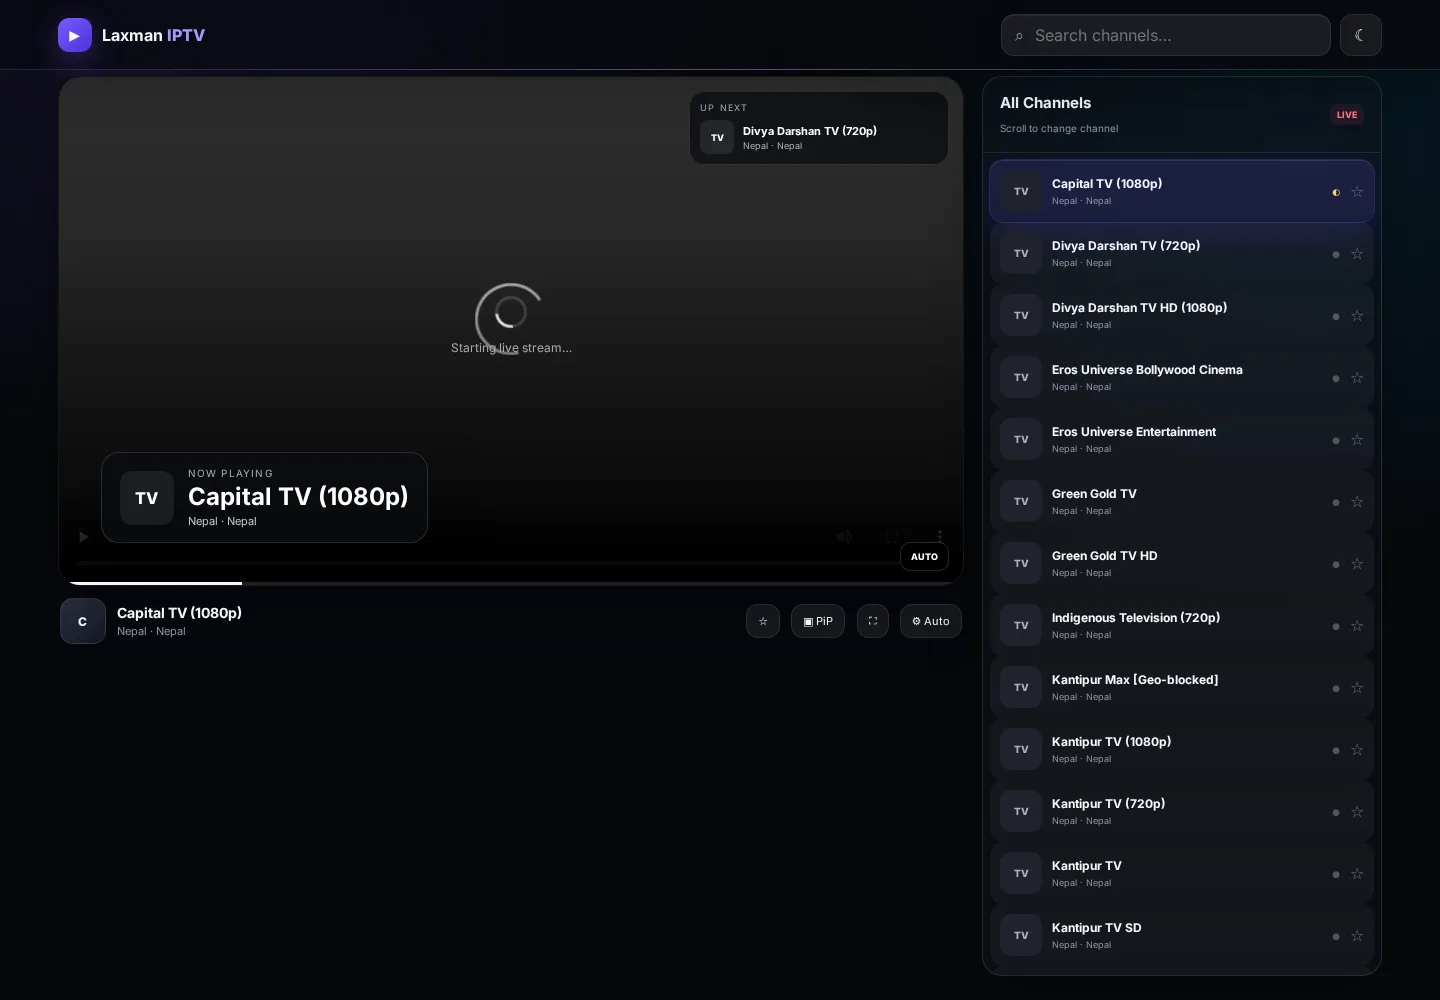 Laxman IPTV
Search channels...
UP NEXT
TV
Divya Darshan TV (720p)
Nepal · Nepal
Starting live stream...
NOW PLAYING
TV
Capital TV (1080p)
Nepal · Nepal
AUTO
C
Capital TV (1080p)
Nepal · Nepal
PiP
Auto
All Channels
Scroll to change channel
LIVE
TV
Capital TV (1080p)
Nepal · Nepal
TV
Divya Darshan TV (720p)
Nepal · Nepal
TV
Divya Darshan TV HD (1080p)
Nepal · Nepal
TV
Eros Universe Bollywood Cinema
Nepal · Nepal
TV
Eros Universe Entertainment
Nepal · Nepal
TV
Green Gold TV
Nepal · Nepal
TV
Green Gold TV HD
Nepal · Nepal
TV
Indigenous Television (720p)
Nepal · Nepal
TV
Kantipur Max [Geo-blocked]
Nepal · Nepal
TV
Kantipur TV (1080p)
Nepal · Nepal
TV
Kantipur TV (720p)
Nepal · Nepal
TV
Kantipur TV
Nepal · Nepal
TV
Kantipur TV SD
Nepal · Nepal